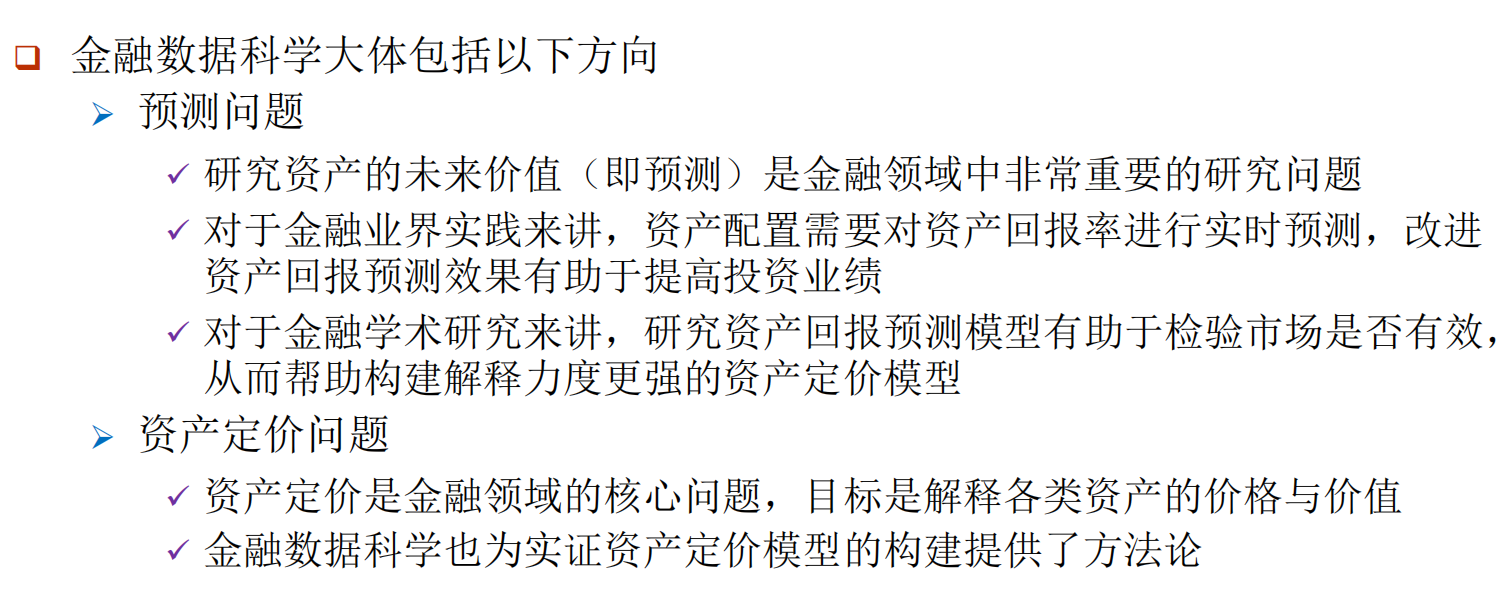 金融数据科学大体包括以下方向
预测问题
研究资产的未来价值（即预测）是金融领域中非常重要的研究问题
对于金融业界实践来讲，资产配置需要对资产回报率进行实时预测，改进
资产回报预测效果有助于提高投资业绩
对于金融学术研究来讲，研究资产回报预测模型有助于检验市场是否有效，
从而帮助构建解释力度更强的资产定价模型
资产定价问题
资产定价是金融领域的核心问题，目标是解释各类资产的价格与价值
金融数据科学也为实证资产定价模型的构建提供了方法论